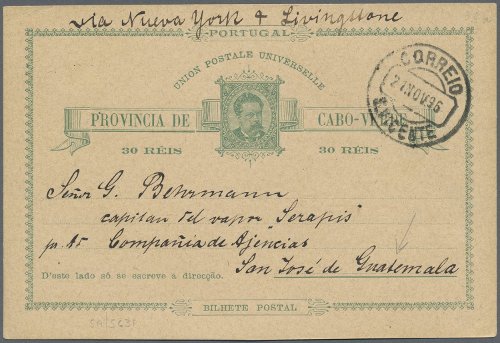 via Nueva York & Livingstone
PORTUGAL
UNION POSTALE UNIVERSELLE
PROVINCIA DE CABO-VERDE
30 RÉIS 30 RÉIS
CORREIO
27 NOV 96
S. VICENTE
Señor G. Behrmann
capitan del vapor "Serapis"
Compañia de Ajencias
San José de Guatemala
D'este lado só se escreve a direcção.
BILHETE POSTAL